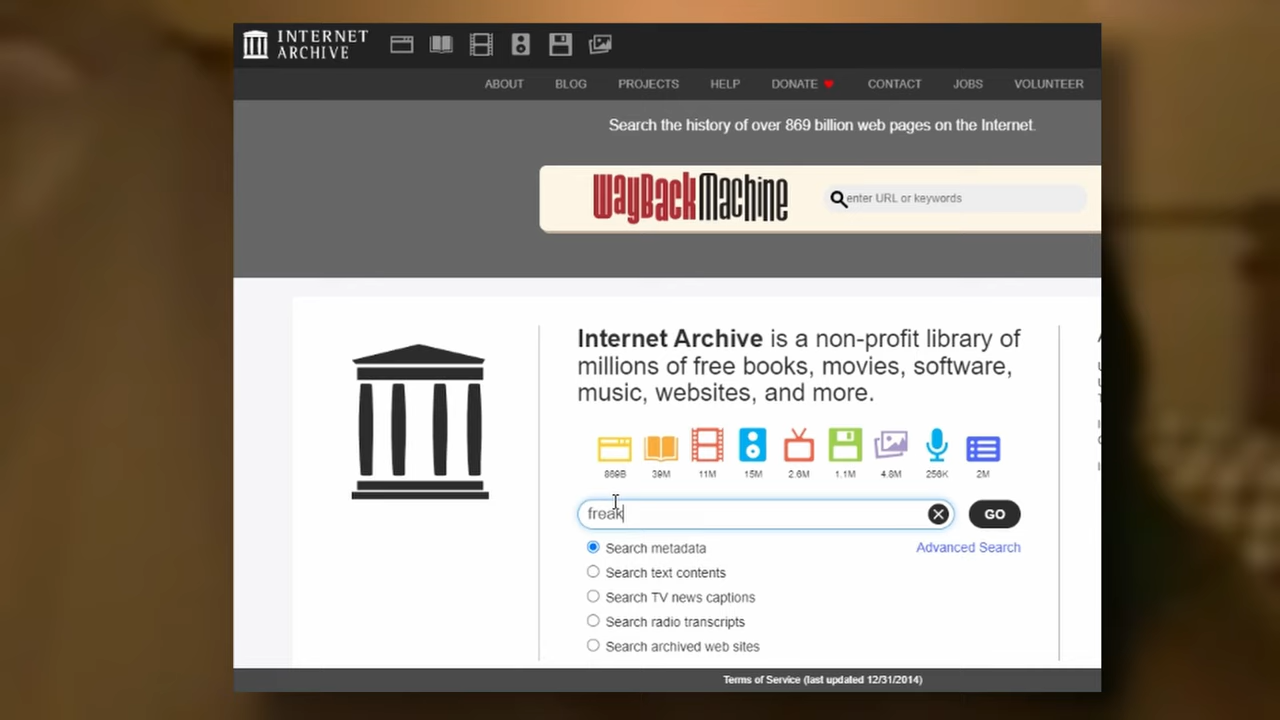 INTERNET
ARCHIVE
ABOUT BLOG PROJECTS HELP DONATE CONTACT JOBS VOLUNTEER
Search the history of over 869 billion web pages on the Internet.
WayBackMachine
enter URL or keywords
Internet Archive is a non-profit library of
millions of free books, movies, software,
music, websites, and more.
869B 39M 11M 15M 2.6M 1.1M 4.8M 256K 2M
freak
GO
Search metadata
Advanced Search
Search text contents
Search TV news captions
Search radio transcripts
Search archived web sites
Terms of Service (last updated 12/31/2014)